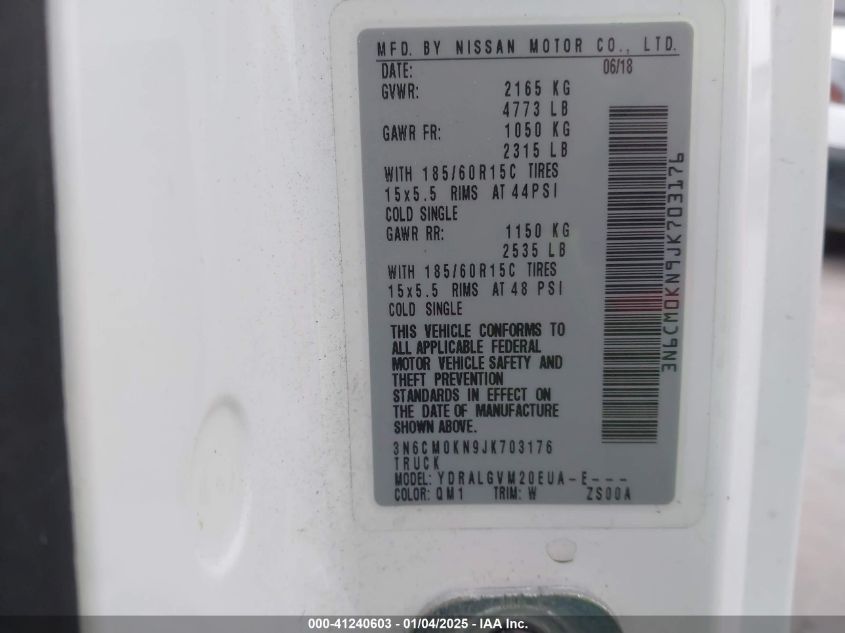 MFD. BY NISSAN MOTOR CO., LTD.
DATE: 06/18
GVWR: 2165 KG
4773 LB
GAWR FR: 1050 KG
2315 LB
WITH 185/60R15C TIRES
15x5.5 RIMS AT 44PSI
COLD SINGLE
GAWR RR: 1150 KG
2535 LB
WITH 185/60R15C TIRES
15x5.5 RIMS AT 48 PSI
COLD SINGLE
THIS VEHICLE CONFORMS TO
ALL APPLICABLE FEDERAL
MOTOR VEHICLE SAFETY AND
THEFT PREVENTION
STANDARDS IN EFFECT ON
THE DATE OF MANUFACTURE
SHOWN ABOVE.
3N6CM0KN9JK703176
TRUCK
MODEL: YDRALGVM20EUA-E---
COLOR: QM1 TRIM: W ZS00A
3N6CM0KN9JK703176
000-41240603 - 01/04/2025 - IAA Inc.